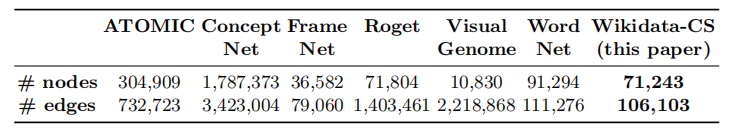 ATOMIC Concept Frame Roget Visual Word Wikidata-CS
Net Net Genome Net (this paper)
# nodes 304,909 1,787,373 36,582 71,804 10,830 91,294 71,243
# edges 732,723 3,423,004 79,060 1,403,461 2,218,868 111,276 106,103